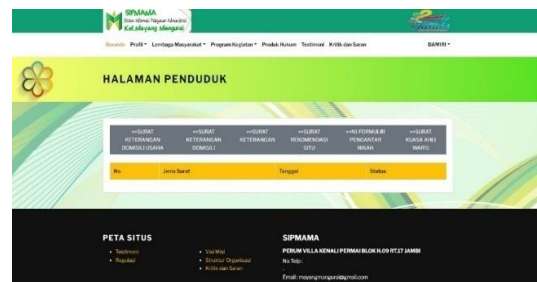 SIPMAMA
Kel.Mayang Mangurai
Beranda Profil Lembaga Masyarakat Program Kegiatan Produk Hukum Testimoni Kritik dan Saran BAMIRI
HALAMAN PENDUDUK
++SURAT KETERANGAN DOMISILI USAHA
++SURAT KETERANGAN DOMISILI
++SURAT KETERANGAN
++SURAT REKOMENDASI SITU
++N1 FORMULIR PENGANTAR NIKAH
++SURAT KUASA AHLI WARIS
No Jenis Surat Tanggal Status
PETA SITUS
Testimoni
Regulasi
Visi Misi
Struktur Organisasi
Kritik dan Saran
SIPMAMA
PERUM VILLA KENALI PERMAI BLOK H.09 RT.17 JAMBI
No Telp :
-
Email : mayangmangurai@gmail.com